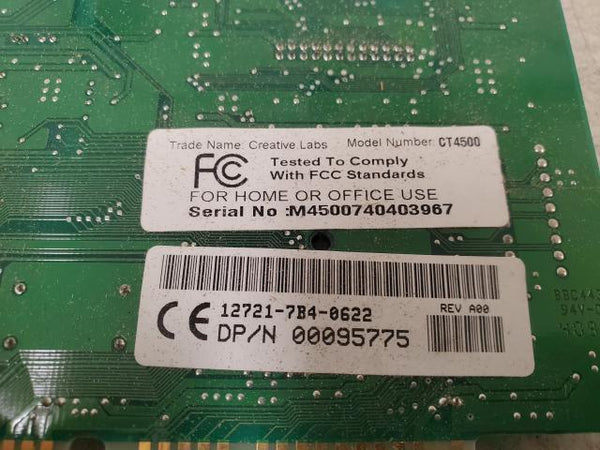 Trade Name: Creative Labs Model Number: CT4500
FC Tested To Comply
With FCC Standards
FOR HOME OR OFFICE USE
Serial No :M4500740403967
CE 12721-7B4-0622 REV A00
DP/N 00095775